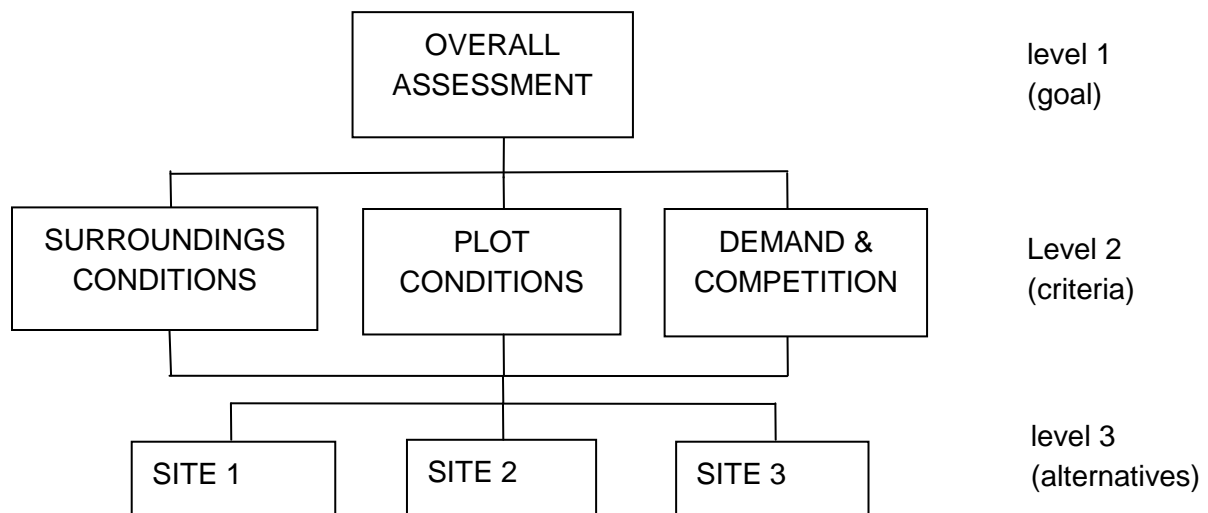 OVERALL
ASSESSMENT
level 1
(goal)
SURROUNDINGS
CONDITIONS
PLOT
CONDITIONS
DEMAND &
COMPETITION
Level 2
(criteria)
SITE 1
SITE 2
SITE 3
level 3
(alternatives)